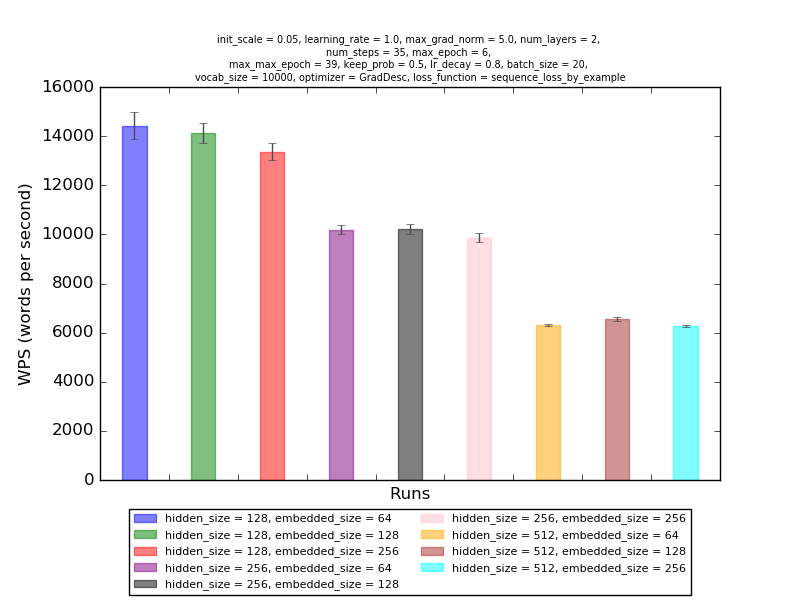 init_scale = 0.05, learning_rate = 1.0, max_grad_norm = 5.0, num_layers = 2,
num_steps = 35, max_epoch = 6,
max_max_epoch = 39, keep_prob = 0.5, lr_decay = 0.8, batch_size = 20,
vocab_size = 10000, optimizer = GradDesc, loss_function = sequence_loss_by_example
16000
14000
12000
10000
8000
6000
4000
2000
0
WPS (words per second)
Runs
hidden_size = 128, embedded_size = 64
hidden_size = 128, embedded_size = 128
hidden_size = 128, embedded_size = 256
hidden_size = 256, embedded_size = 64
hidden_size = 256, embedded_size = 128
hidden_size = 256, embedded_size = 256
hidden_size = 512, embedded_size = 64
hidden_size = 512, embedded_size = 128
hidden_size = 512, embedded_size = 256